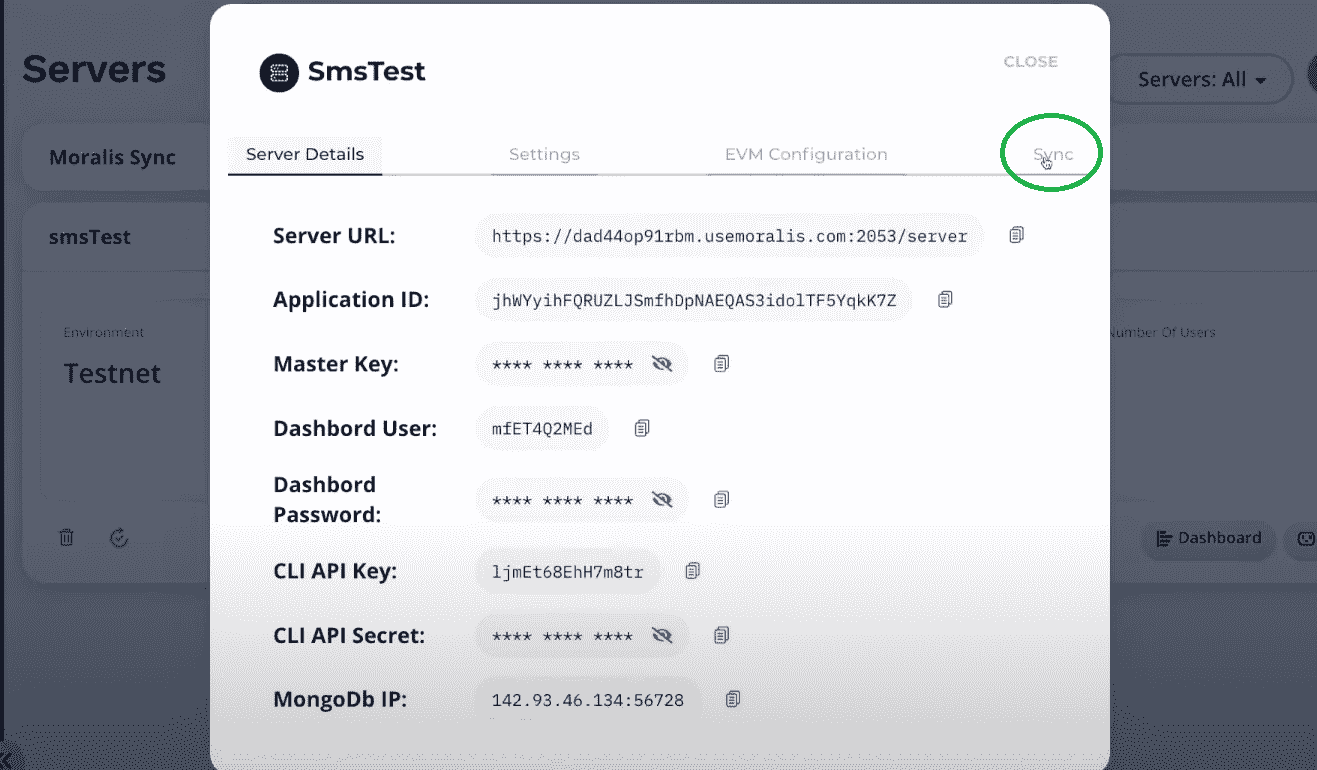 Servers
SmsTest
CLOSE
Servers: All
Moralis Sync
Server Details
Settings
EVM Configuration
Sync
smsTest
Server URL:
https://dad44op91rbm.usemoralis.com:2053/server
Application ID:
jhWYyihFQRUZLJSmfhDpNAEQAS3idolTF5YqkK7Z
Environment
Number Of Users
Testnet
Master Key:
**** **** ****
Dashbord User:
mfET4Q2MEd
Dashbord
Password:
**** **** ****
Dashboard
CLI API Key:
ljmEt68EhH7m8tr
CLI API Secret:
**** **** ****
MongoDb IP:
142.93.46.134:56728